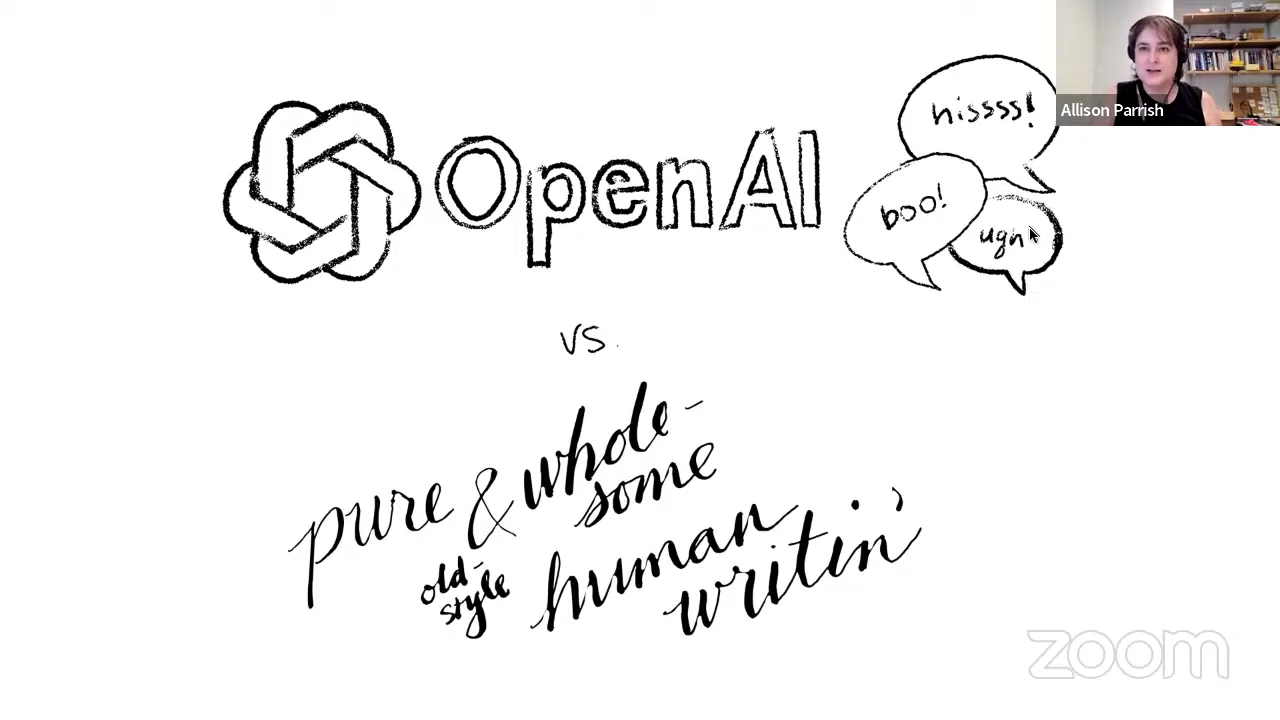 Allison Parrish
OpenAI
hissss!
boo!
ugh
vs.
pure & whole-
some
old-
style
human
writin'
zoom